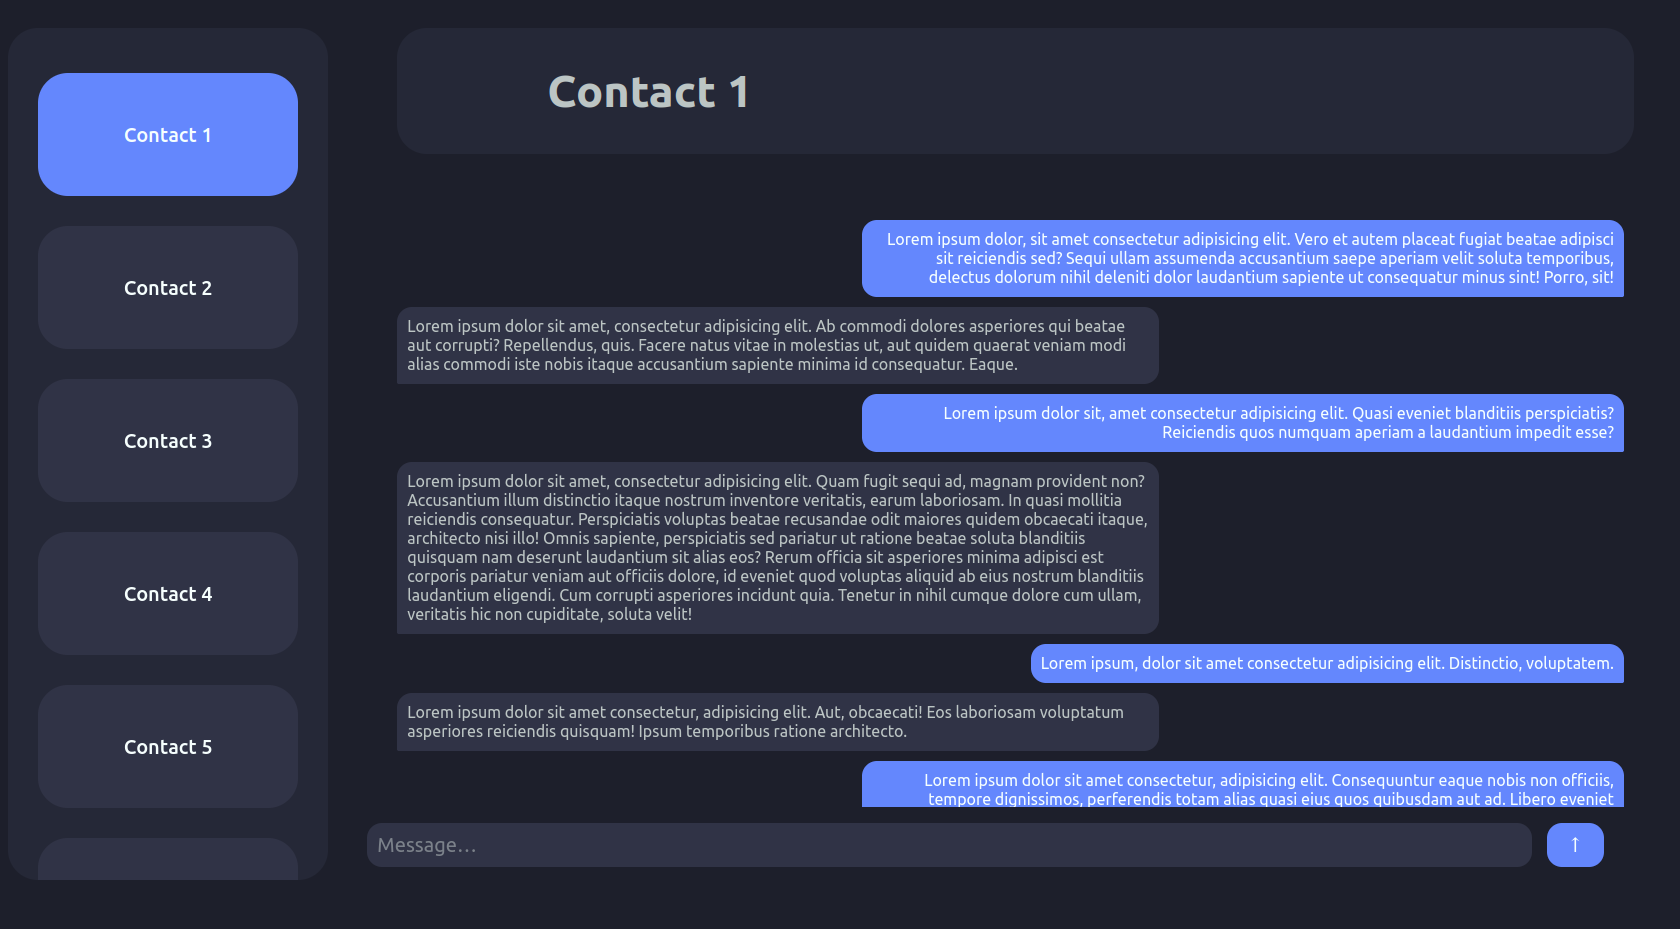 Contact 1
Contact 2
Contact 3
Contact 4
Contact 5
Contact 1
Lorem ipsum dolor, sit amet consectetur adipisicing elit. Vero et autem placeat fugiat beatae adipisci
sit reiciendis sed? Sequi ullam assumenda accusantium saepe aperiam velit soluta temporibus,
delectus dolorum nihil deleniti dolor laudantium sapiente ut consequatur minus sint! Porro, sit!
Lorem ipsum dolor sit amet, consectetur adipisicing elit. Ab commodi dolores asperiores qui beatae
aut corrupti? Repellendus, quis. Facere natus vitae in molestias ut, aut quidem quaerat veniam modi
alias commodi iste nobis itaque accusantium sapiente minima id consequatur. Eaque.
Lorem ipsum dolor sit, amet consectetur adipisicing elit. Quasi eveniet blanditiis perspiciatis?
Reiciendis quos numquam aperiam a laudantium impedit esse?
Lorem ipsum dolor sit amet, consectetur adipisicing elit. Quam fugit sequi ad, magnam provident non?
Accusantium illum distinctio itaque nostrum inventore veritatis, earum laboriosam. In quasi mollitia
reiciendis consequatur. Perspiciatis voluptas beatae recusandae odit maiores quidem obcaecati itaque,
architecto nisi illo! Omnis sapiente, perspiciatis sed pariatur ut ratione beatae soluta blanditiis
quisquam nam deserunt laudantium sit alias eos? Rerum officia sit asperiores minima adipisci est
corporis pariatur veniam aut officiis dolore, id eveniet quod voluptas aliquid ab eius nostrum blanditiis
laudantium eligendi. Cum corrupti asperiores incidunt quia. Tenetur in nihil cumque dolore cum ullam,
veritatis hic non cupiditate, soluta velit!
Lorem ipsum, dolor sit amet consectetur adipisicing elit. Distinctio, voluptatem.
Lorem ipsum dolor sit amet consectetur, adipisicing elit. Aut, obcaecati! Eos laboriosam voluptatum
asperiores reiciendis quisquam! Ipsum temporibus ratione architecto.
Lorem ipsum dolor sit amet consectetur, adipisicing elit. Consequuntur eaque nobis non officiis,
tempore dignissimos, perferendis totam alias quasi eius quos quibusdam aut ad. Libero eveniet
Message...
↑